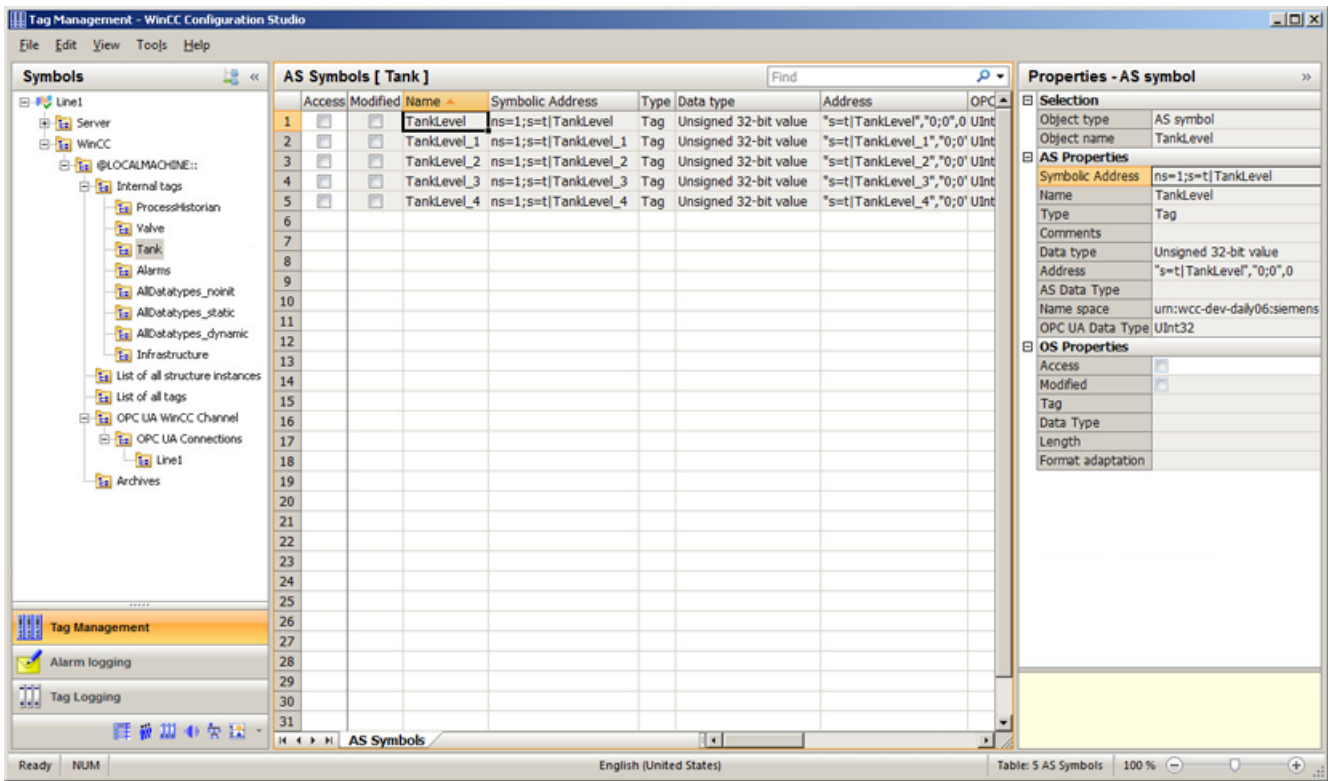 Tag Management - WinCC Configuration Studio
File Edit View Tools Help
Symbols «
Line1
Server
WinCC
@LOCALMACHINE::
Internal tags
ProcessHistorian
Valve
Tank
Alarms
AllDatatypes_noinit
AllDatatypes_static
AllDatatypes_dynamic
Infrastructure
List of all structure instances
List of all tags
OPC UA WinCC Channel
OPC UA Connections
Line1
Archives
Tag Management
Alarm logging
Tag Logging
AS Symbols [ Tank ] Find
Access Modified Name Symbolic Address Type Data type Address OPC
1 TankLevel ns=1;s=t|TankLevel Tag Unsigned 32-bit value "s=t|TankLevel","0;0",0 UInt
2 TankLevel_1 ns=1;s=t|TankLevel_1 Tag Unsigned 32-bit value "s=t|TankLevel_1","0;0' UInt
3 TankLevel_2 ns=1;s=t|TankLevel_2 Tag Unsigned 32-bit value "s=t|TankLevel_2","0;0' UInt
4 TankLevel_3 ns=1;s=t|TankLevel_3 Tag Unsigned 32-bit value "s=t|TankLevel_3","0;0' UInt
5 TankLevel_4 ns=1;s=t|TankLevel_4 Tag Unsigned 32-bit value "s=t|TankLevel_4","0;0' UInt
6
7
8
9
10
11
12
13
14
15
16
17
18
19
20
21
22
23
24
25
26
27
28
29
30
31
AS Symbols
Properties - AS symbol »
Selection
Object type AS symbol
Object name TankLevel
AS Properties
Symbolic Address ns=1;s=t|TankLevel
Name TankLevel
Type Tag
Comments
Data type Unsigned 32-bit value
Address "s=t|TankLevel","0;0",0
AS Data Type
Name space urn:wcc-dev-daily06:siemens
OPC UA Data Type UInt32
OS Properties
Access
Modified
Tag
Data Type
Length
Format adaptation
Ready NUM English (United States) Table: 5 AS Symbols 100 %